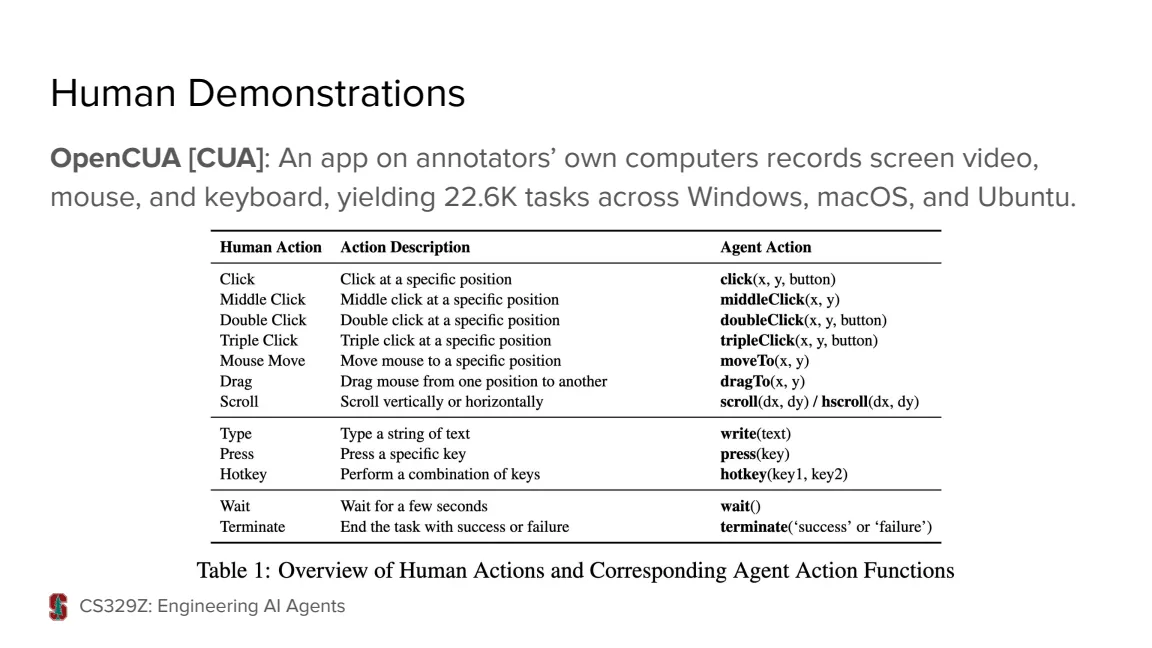 Human Demonstrations
OpenCUA [CUA]: An app on annotators’ own computers records screen video,
mouse, and keyboard, yielding 22.6K tasks across Windows, macOS, and Ubuntu.
Human Action Action Description Agent Action
Click Click at a specific position click(x, y, button)
Middle Click Middle click at a specific position middleClick(x, y)
Double Click Double click at a specific position doubleClick(x, y, button)
Triple Click Triple click at a specific position tripleClick(x, y, button)
Mouse Move Move mouse to a specific position moveTo(x, y)
Drag Drag mouse from one position to another dragTo(x, y)
Scroll Scroll vertically or horizontally scroll(dx, dy) / hscroll(dx, dy)
Type Type a string of text write(text)
Press Press a specific key press(key)
Hotkey Perform a combination of keys hotkey(key1, key2)
Wait Wait for a few seconds wait()
Terminate End the task with success or failure terminate(‘success’ or ‘failure’)
Table 1: Overview of Human Actions and Corresponding Agent Action Functions
CS329Z: Engineering AI Agents